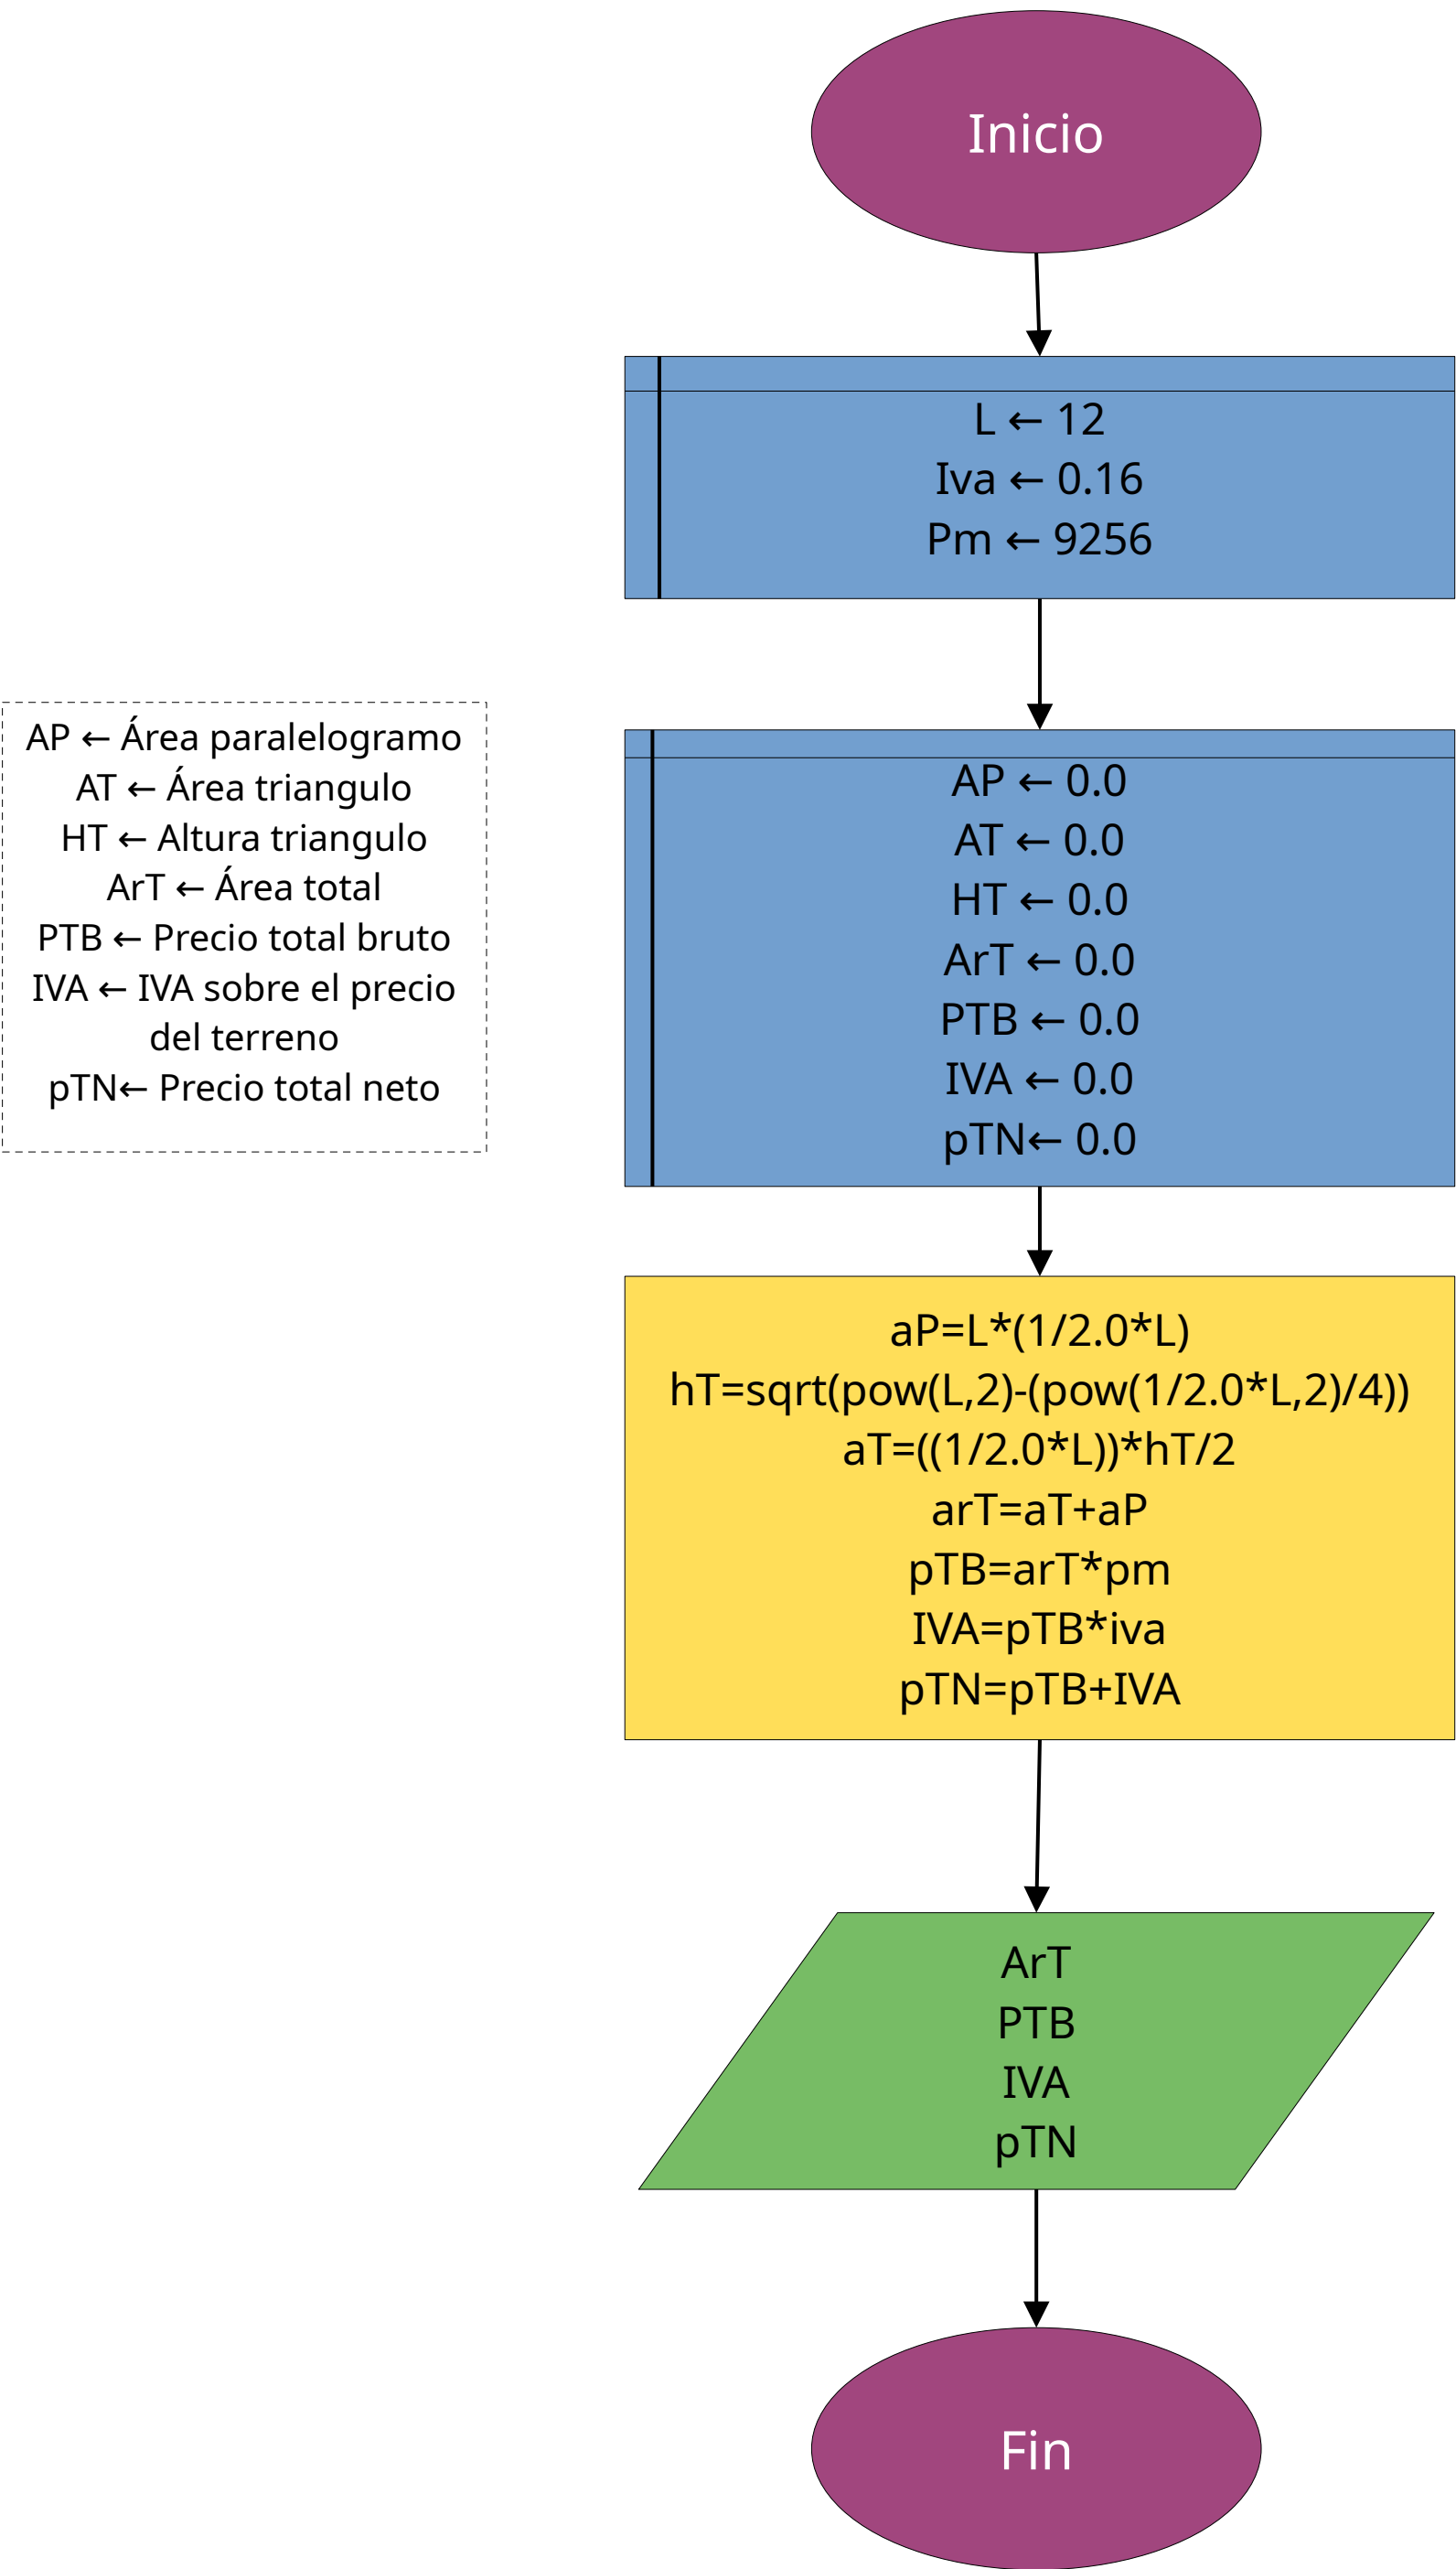 Inicio
L ← 12
Iva ← 0.16
Pm ← 9256
AP ← Área paralelogramo
AT ← Área triangulo
HT ← Altura triangulo
ArT ← Área total
PTB ← Precio total bruto
IVA ← IVA sobre el precio
del terreno
pTN← Precio total neto
AP ← 0.0
AT ← 0.0
HT ← 0.0
ArT ← 0.0
PTB ← 0.0
IVA ← 0.0
pTN← 0.0
aP=L*(1/2.0*L)
hT=sqrt(pow(L,2)-(pow(1/2.0*L,2)/4))
aT=((1/2.0*L))*hT/2
arT=aT+aP
pTB=arT*pm
IVA=pTB*iva
pTN=pTB+IVA
ArT
PTB
IVA
pTN
Fin